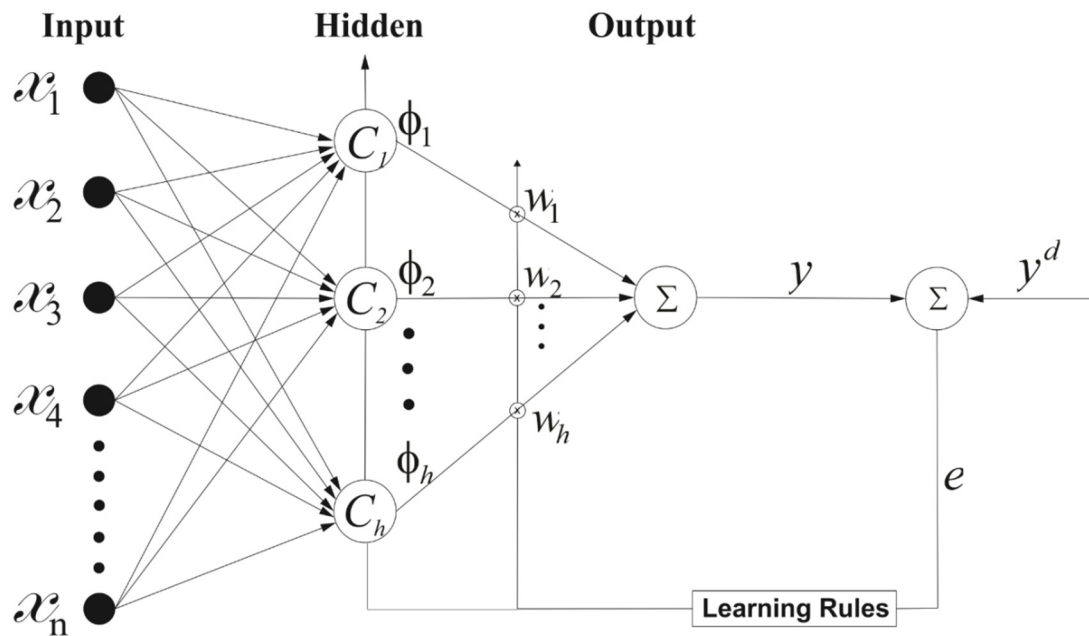 Input Hidden Output
x₁
x₂
x₃
x₄
xₙ
C₁
C₂
Cₕ
ϕ₁
ϕ₂
ϕₕ
w₁
w₂
wₕ
Σ
y
Σ
yᵈ
e
Learning Rules